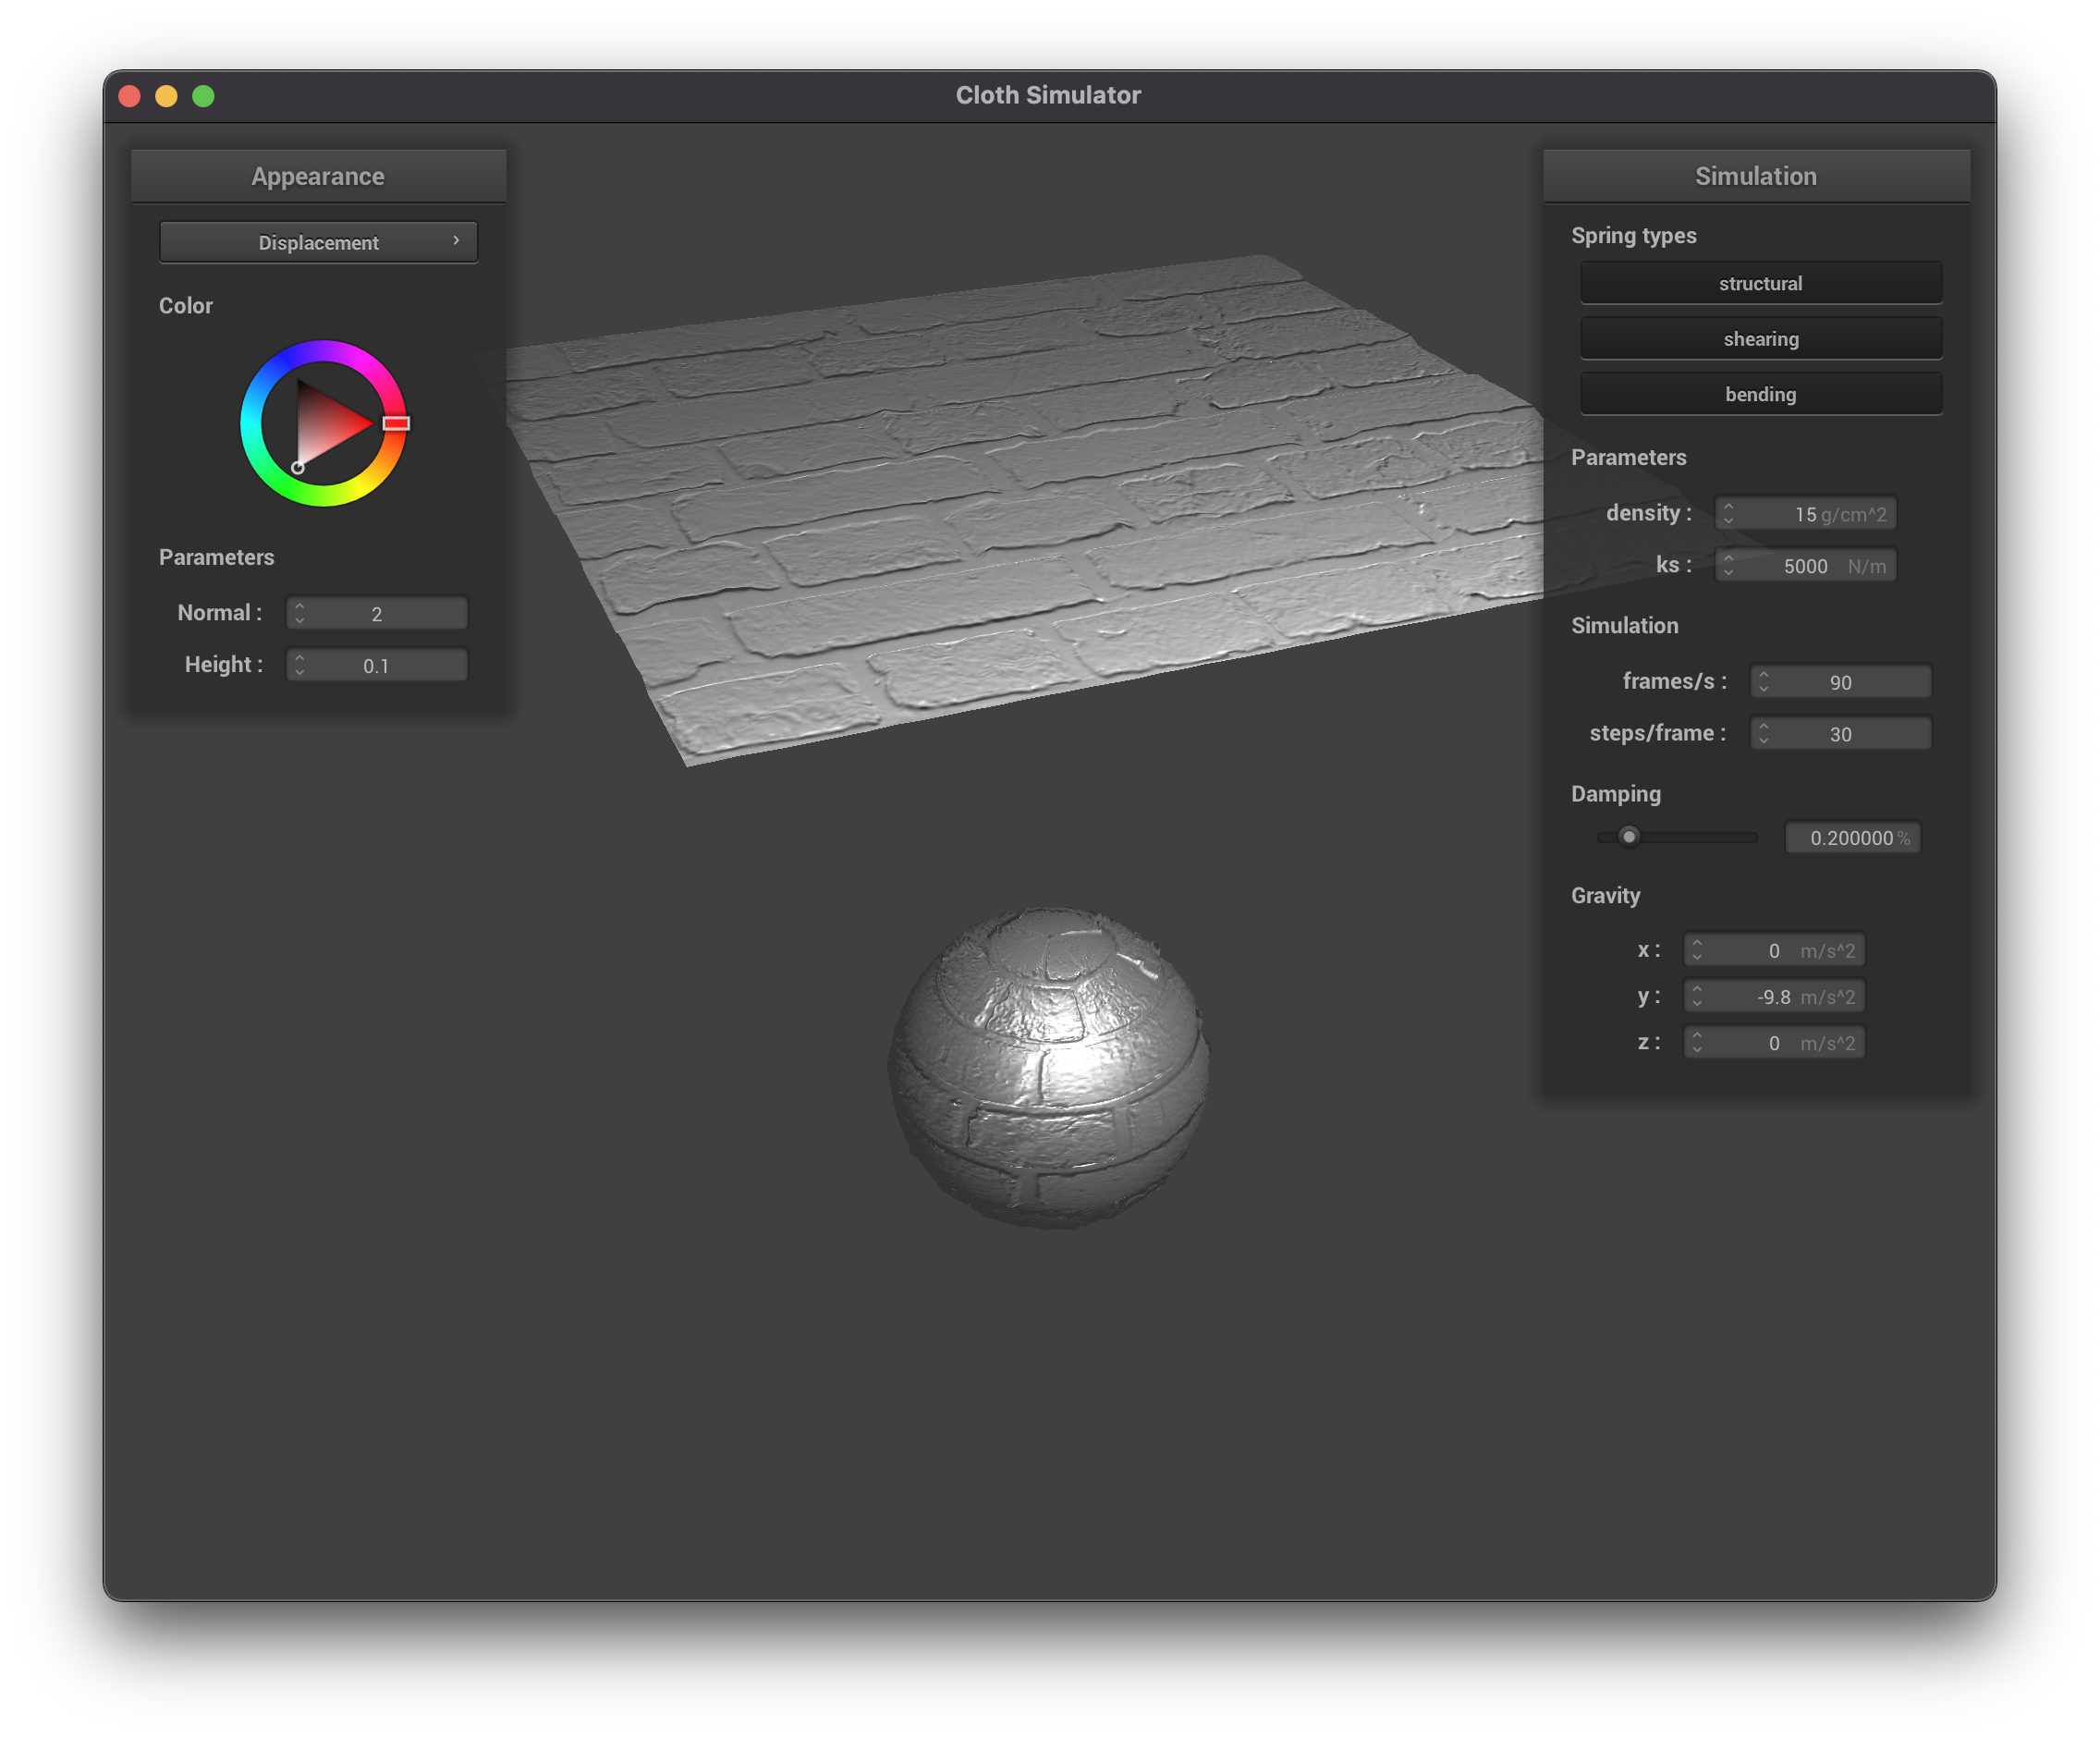 Cloth Simulator
Appearance
Displacement
Color
Parameters
Normal : 2
Height : 0.1
Simulation
Spring types
structural
shearing
bending
Parameters
density : 15 g/cm^2
ks : 5000 N/m
Simulation
frames/s : 90
steps/frame : 30
Damping
0.200000 %
Gravity
x : 0 m/s^2
y : -9.8 m/s^2
z : 0 m/s^2